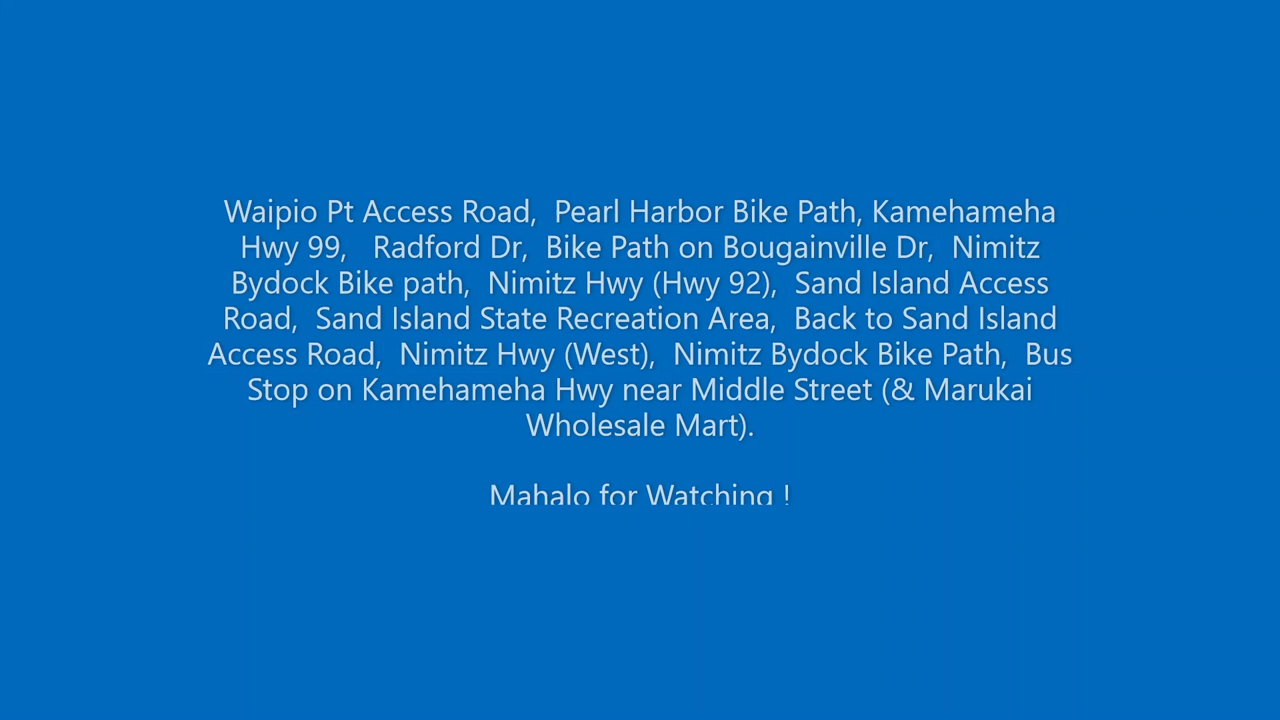 Waipio Pt Access Road,  Pearl Harbor Bike Path, Kamehameha
Hwy 99,   Radford Dr,  Bike Path on Bougainville Dr,  Nimitz
Bydock Bike path,  Nimitz Hwy (Hwy 92),  Sand Island Access
Road,  Sand Island State Recreation Area,  Back to Sand Island
Access Road,  Nimitz Hwy (West),  Nimitz Bydock Bike Path,  Bus
Stop on Kamehameha Hwy near Middle Street (& Marukai
Wholesale Mart).
Mahalo for Watching !